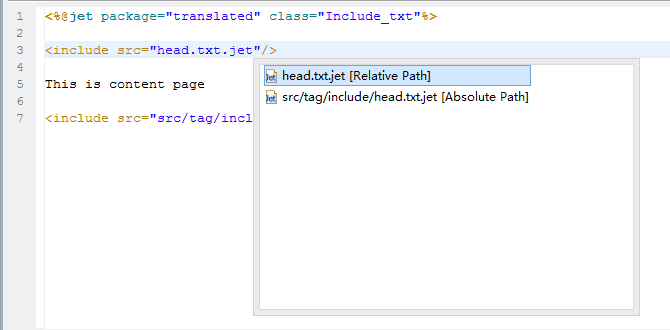 1 <%@jet package="translated" class="Include_txt"%>
2
3 <include src="head.txt.jet"/>
4
5 This is content page
6
7 <include src="src/tag/incl
head.txt.jet [Relative Path]
src/tag/include/head.txt.jet [Absolute Path]